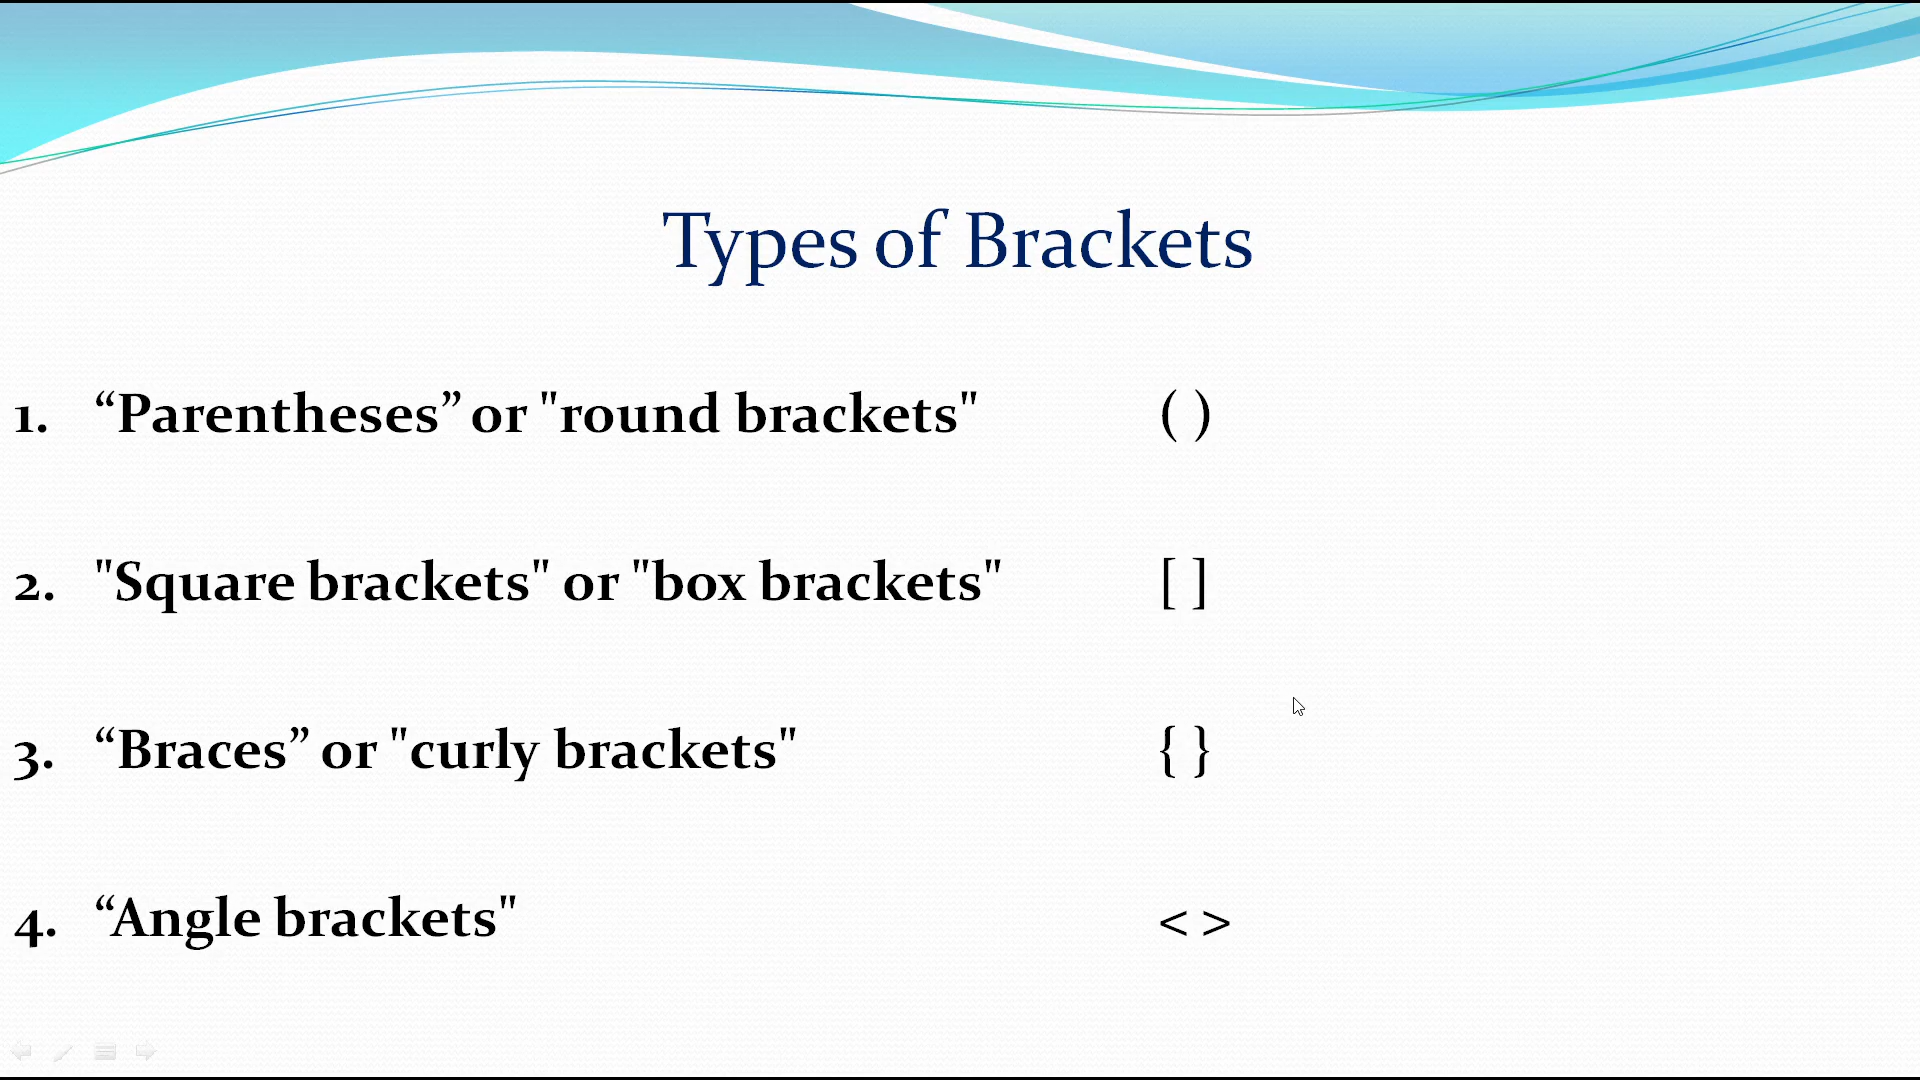 Types of Brackets
1. “Parentheses” or "round brackets" ( )
2. "Square brackets" or "box brackets" [ ]
3. “Braces” or "curly brackets" { }
4. “Angle brackets" < >